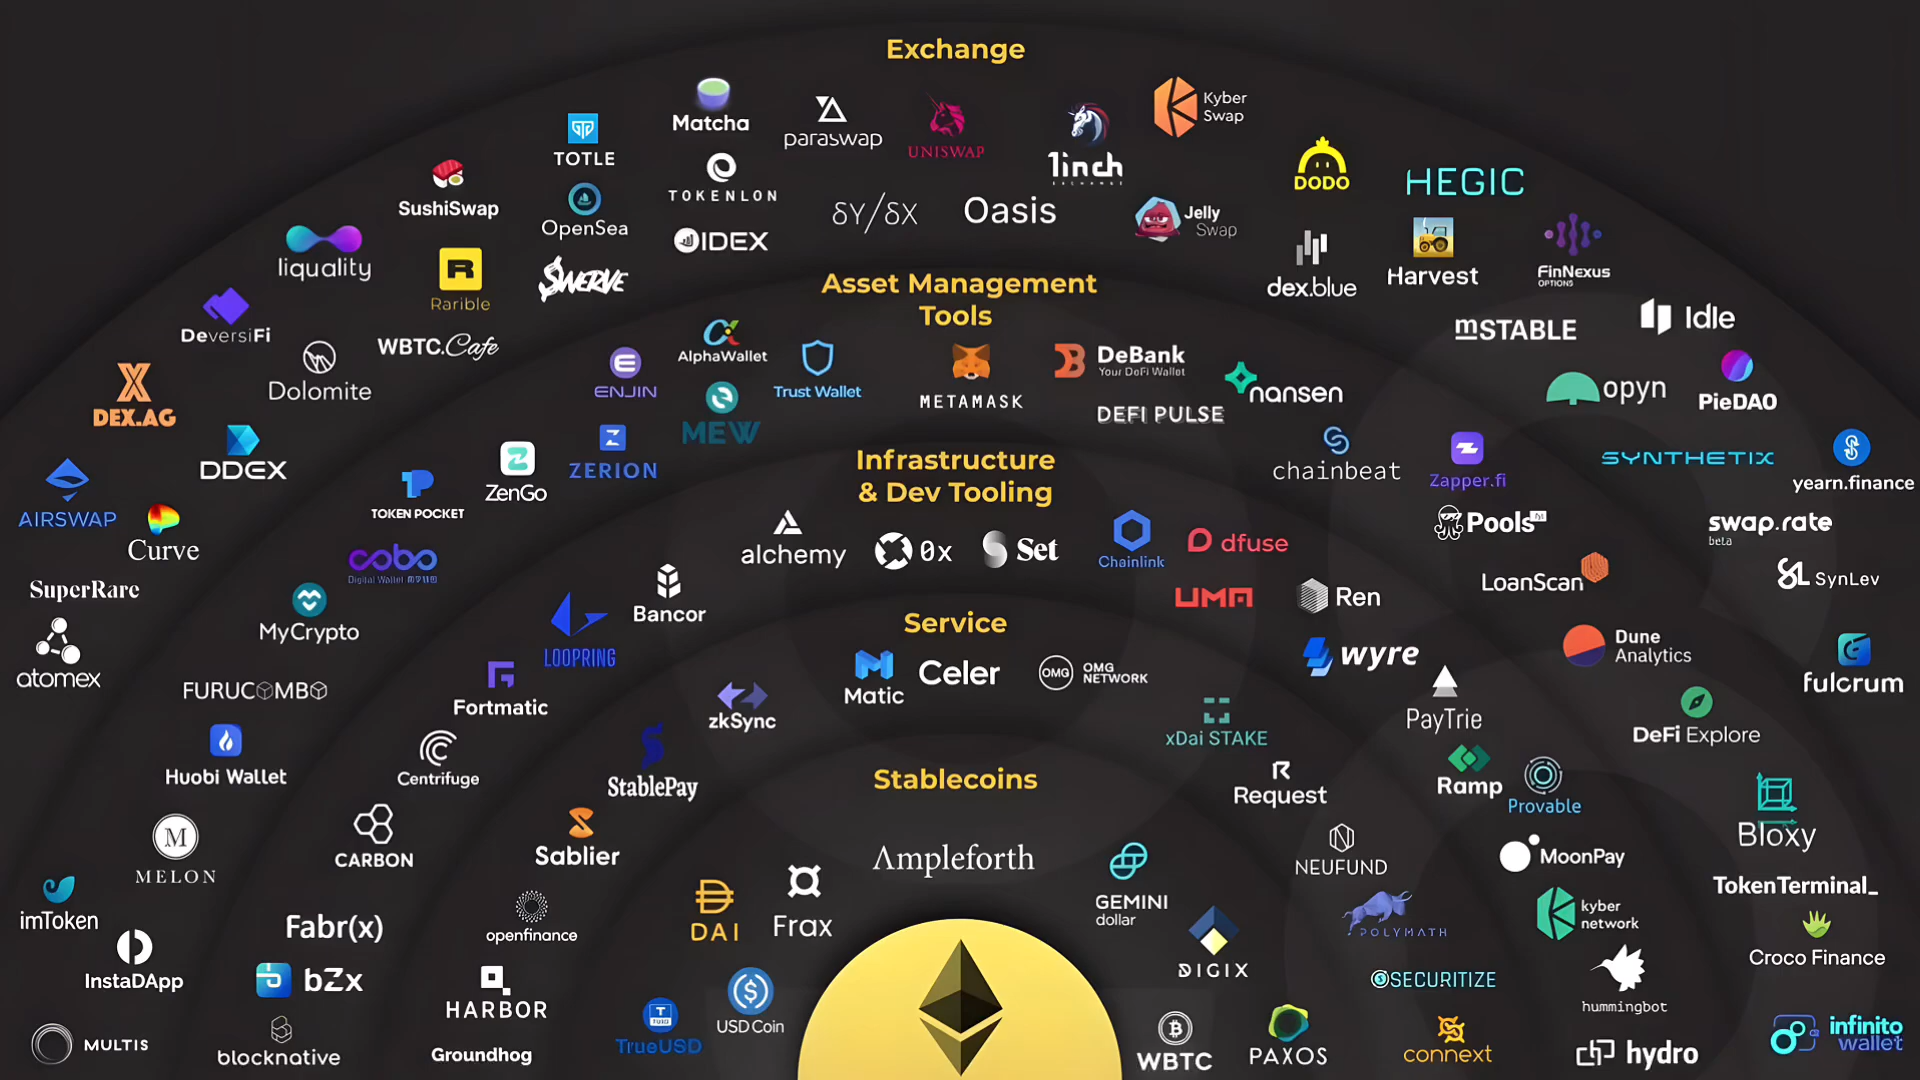 Exchange
Matcha
paraswap
UNISWAP
1inch
EXCHANGE
Kyber
Swap
TOTLE
TOKENLON
DODO
HEGIC
SushiSwap
OpenSea
IDEX
δY/δX
Oasis
Jelly
Swap
liquality
Rarible
SWERVE
dex.blue
Harvest
FinNexus
OPTIONS
DeversiFi
Dolomite
WBTC.Cafe
mSTABLE
Idle
DEX.AG
DDEX
opyn
PieDAO
AIRSWAP
Curve
SYNTHETIX
yearn.finance
SuperRare
swap.rate
beta
atomex
SynLev
fulcrum
Asset Management
Tools
AlphaWallet
ENJIN
MEW
Trust Wallet
METAMASK
DeBank
Your DeFi Wallet
DEFI PULSE
nansen
ZERION
ZenGo
TOKEN POCKET
chainbeat
Zapper.fi
Pools
cobo
Digital Wallet
MyCrypto
LoanScan
FURUCOMBO
Dune
Analytics
Huobi Wallet
DeFi Explore
M
MELON
Bloxy
imToken
TokenTerminal_
InstaDApp
Croco Finance
MULTIS
infinito
wallet
Infrastructure
& Dev Tooling
alchemy
0x
Set
Chainlink
dfuse
UMA
Ren
Bancor
LOOPRING
wyre
Fortmatic
PayTrie
Centrifuge
Ramp
Provable
CARBON
MoonPay
Fabr(x)
kyber
network
bZx
hummingbot
blocknative
hydro
Service
Matic
Celer
OMG
OMG
NETWORK
zkSync
xDai STAKE
StablePay
Request
Sablier
NEUFUND
openfinance
POLYMATH
HARBOR
SECURITIZE
Groundhog
connext
Stablecoins
Ampleforth
DAI
Frax
GEMINI
dollar
DIGIX
TrueUSD
USD Coin
WBTC
PAXOS